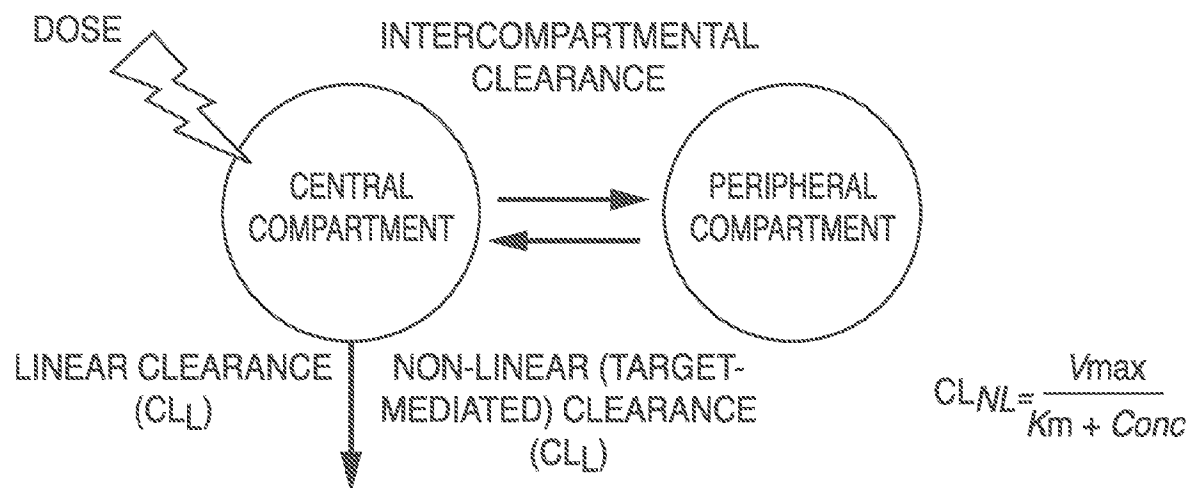 DOSE
INTERCOMPARTMENTAL
CLEARANCE
CENTRAL
COMPARTMENT
PERIPHERAL
COMPARTMENT
LINEAR CLEARANCE
(CLL)
NON-LINEAR (TARGET-
MEDIATED) CLEARANCE
(CLL)
CLNL= Vmax
Km + Conc